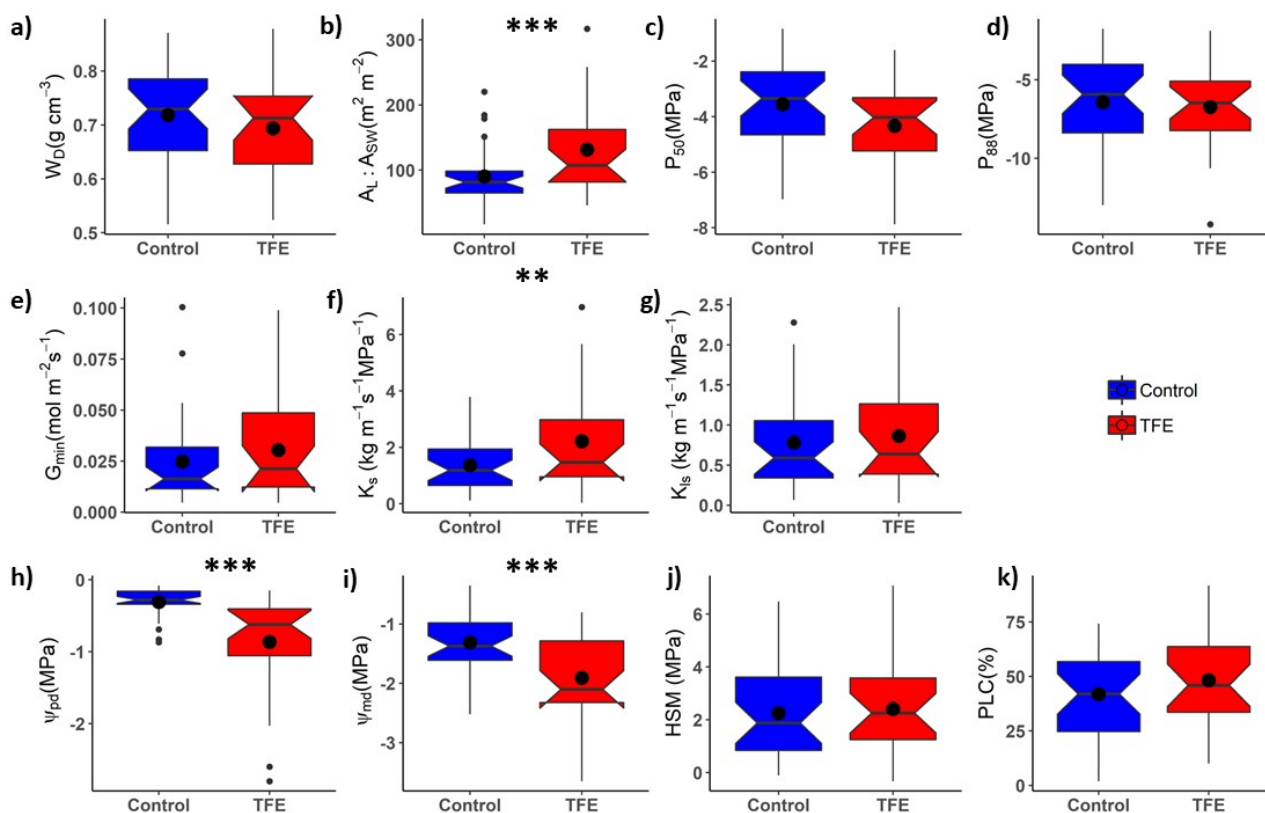 a)
W_D(g cm⁻³)
0.8
0.7
0.6
0.5
Control
TFE
b)
***
A_L : A_SW(m² m⁻²)
300
200
100
Control
TFE
c)
P₅₀(MPa)
-2
-4
-6
-8
Control
TFE
d)
P₈₈(MPa)
-5
-10
Control
TFE
e)
G_min(mol m⁻²s⁻¹)
0.100
0.075
0.050
0.025
0.000
Control
TFE
f)
**
K_s (kg m⁻¹s⁻¹MPa⁻¹)
6
4
2
0
Control
TFE
g)
K_ls (kg m⁻¹s⁻¹MPa⁻¹)
2.5
2.0
1.5
1.0
0.5
0.0
Control
TFE
Control
TFE
h)
***
ψ_pd(MPa)
0
-1
-2
Control
TFE
i)
***
ψ_md(MPa)
-1
-2
-3
Control
TFE
j)
HSM (MPa)
6
4
2
0
Control
TFE
k)
PLC(%)
75
50
25
0
Control
TFE